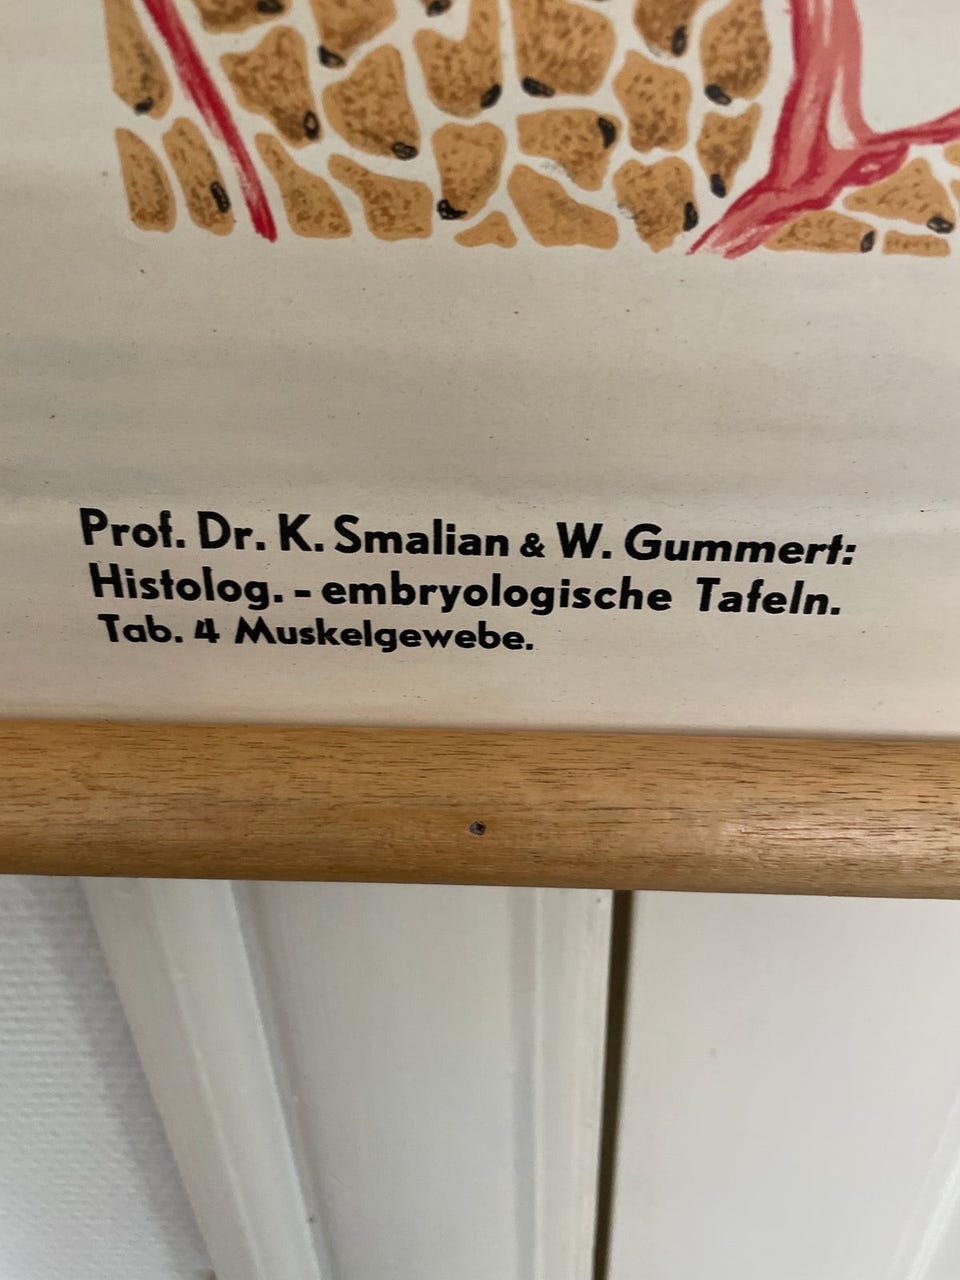 Prof. Dr. K. Smalian & W. Gummert:
Histolog. - embryologische Tafeln.
Tab. 4 Muskelgewebe.